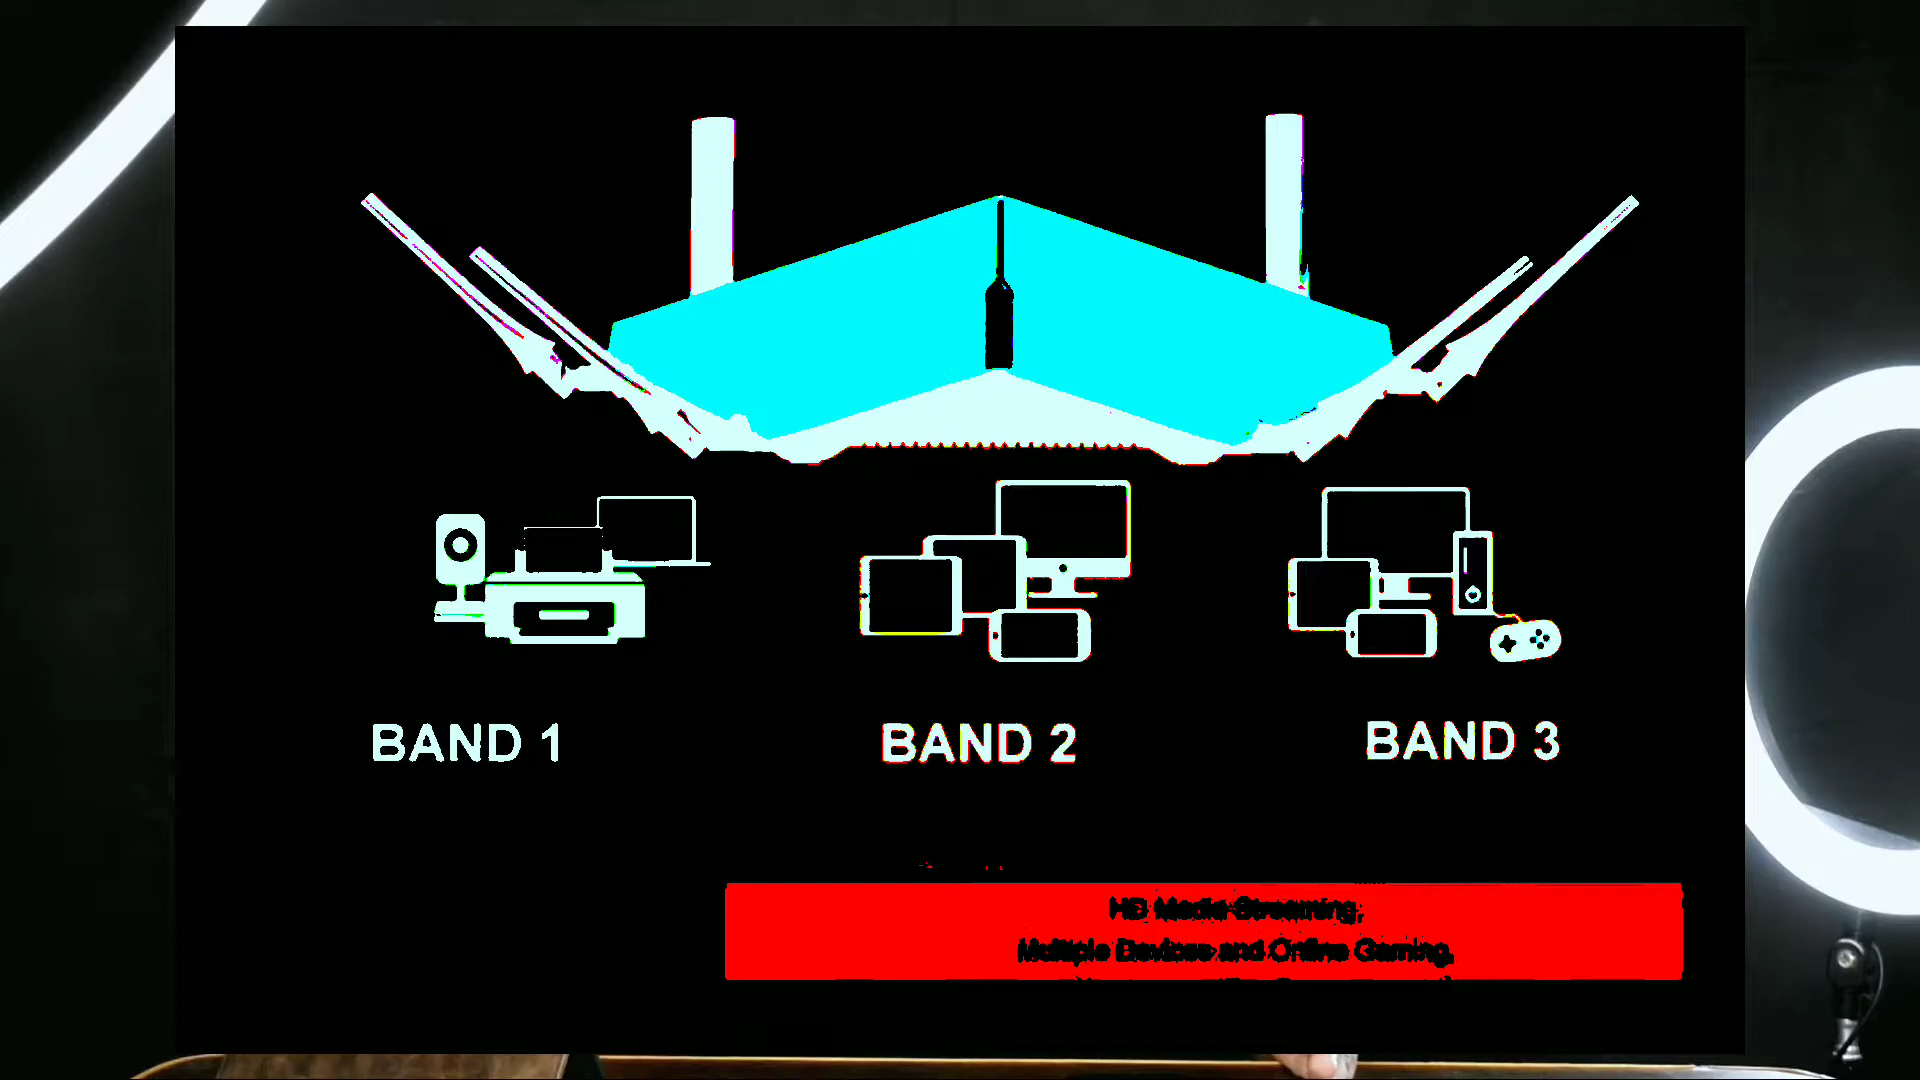 BAND 1
BAND 2
BAND 3
HD Media Streaming,
Multiple Devices and Online Gaming,